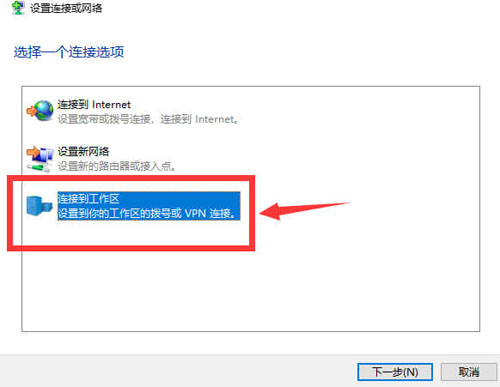 设置连接或网络
选择一个连接选项
连接到 Internet
设置宽带或拨号连接，连接到 Internet。
设置新网络
设置新的路由器或接入点。
连接到工作区
设置到你的工作区的拨号或 VPN 连接。
下一步(N)
取消